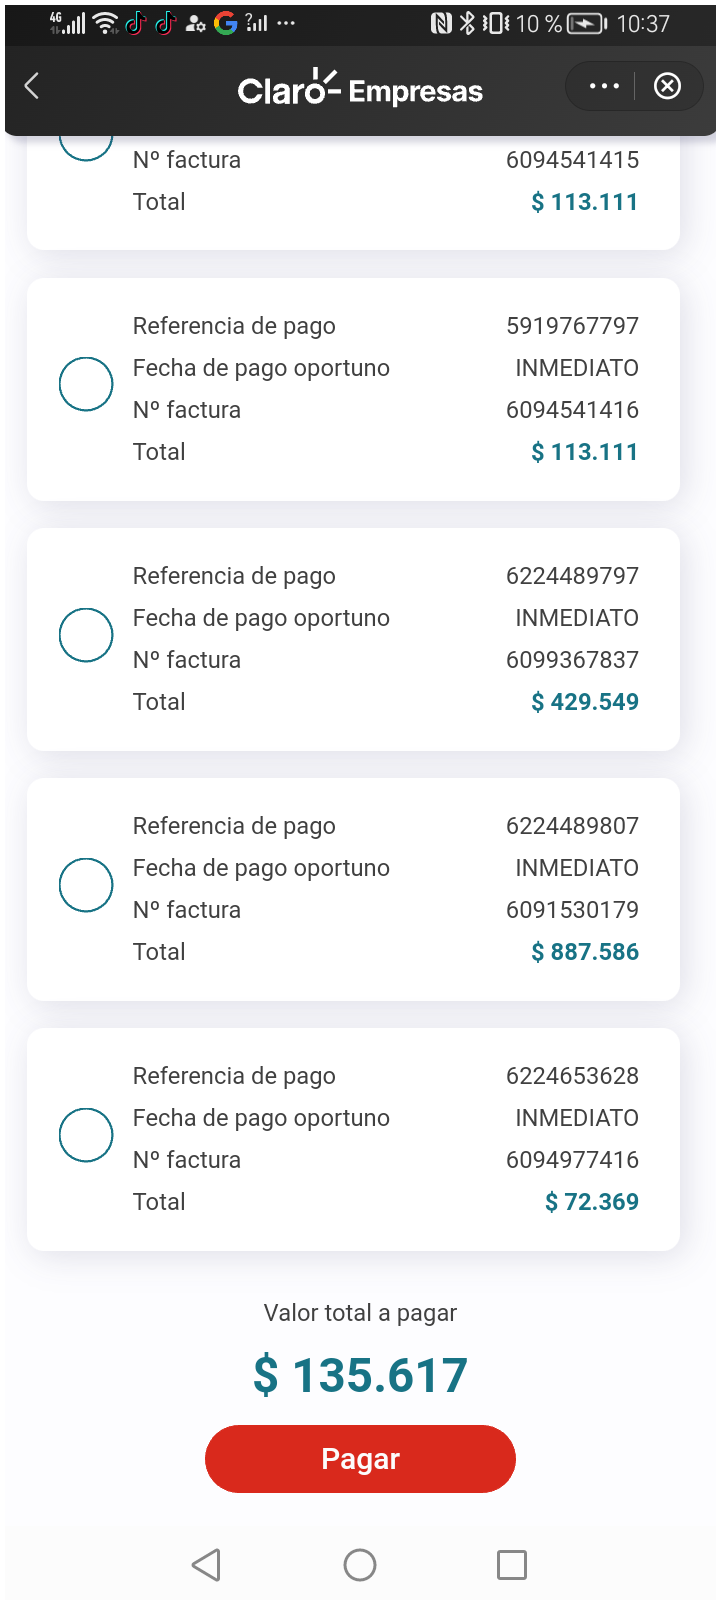 4G ? 10 % 10:37
Claro- Empresas
Nº factura 6094541415
Total $ 113.111
Referencia de pago 5919767797
Fecha de pago oportuno INMEDIATO
Nº factura 6094541416
Total $ 113.111
Referencia de pago 6224489797
Fecha de pago oportuno INMEDIATO
Nº factura 6099367837
Total $ 429.549
Referencia de pago 6224489807
Fecha de pago oportuno INMEDIATO
Nº factura 6091530179
Total $ 887.586
Referencia de pago 6224653628
Fecha de pago oportuno INMEDIATO
Nº factura 6094977416
Total $ 72.369
Valor total a pagar
$ 135.617
Pagar